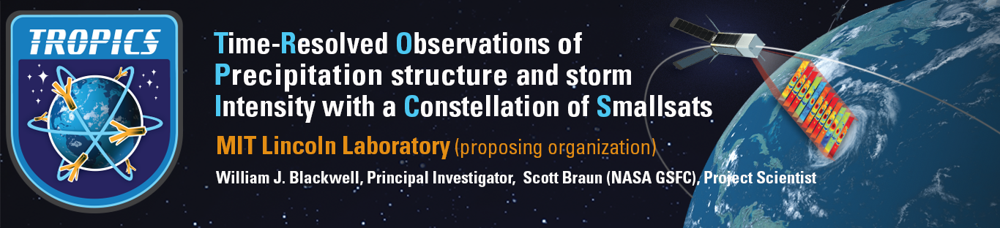 TROPICS
Time-Resolved Observations of
Precipitation structure and storm
Intensity with a Constellation of Smallsats
MIT Lincoln Laboratory (proposing organization)
William J. Blackwell, Principal Investigator,  Scott Braun (NASA GSFC), Project Scientist